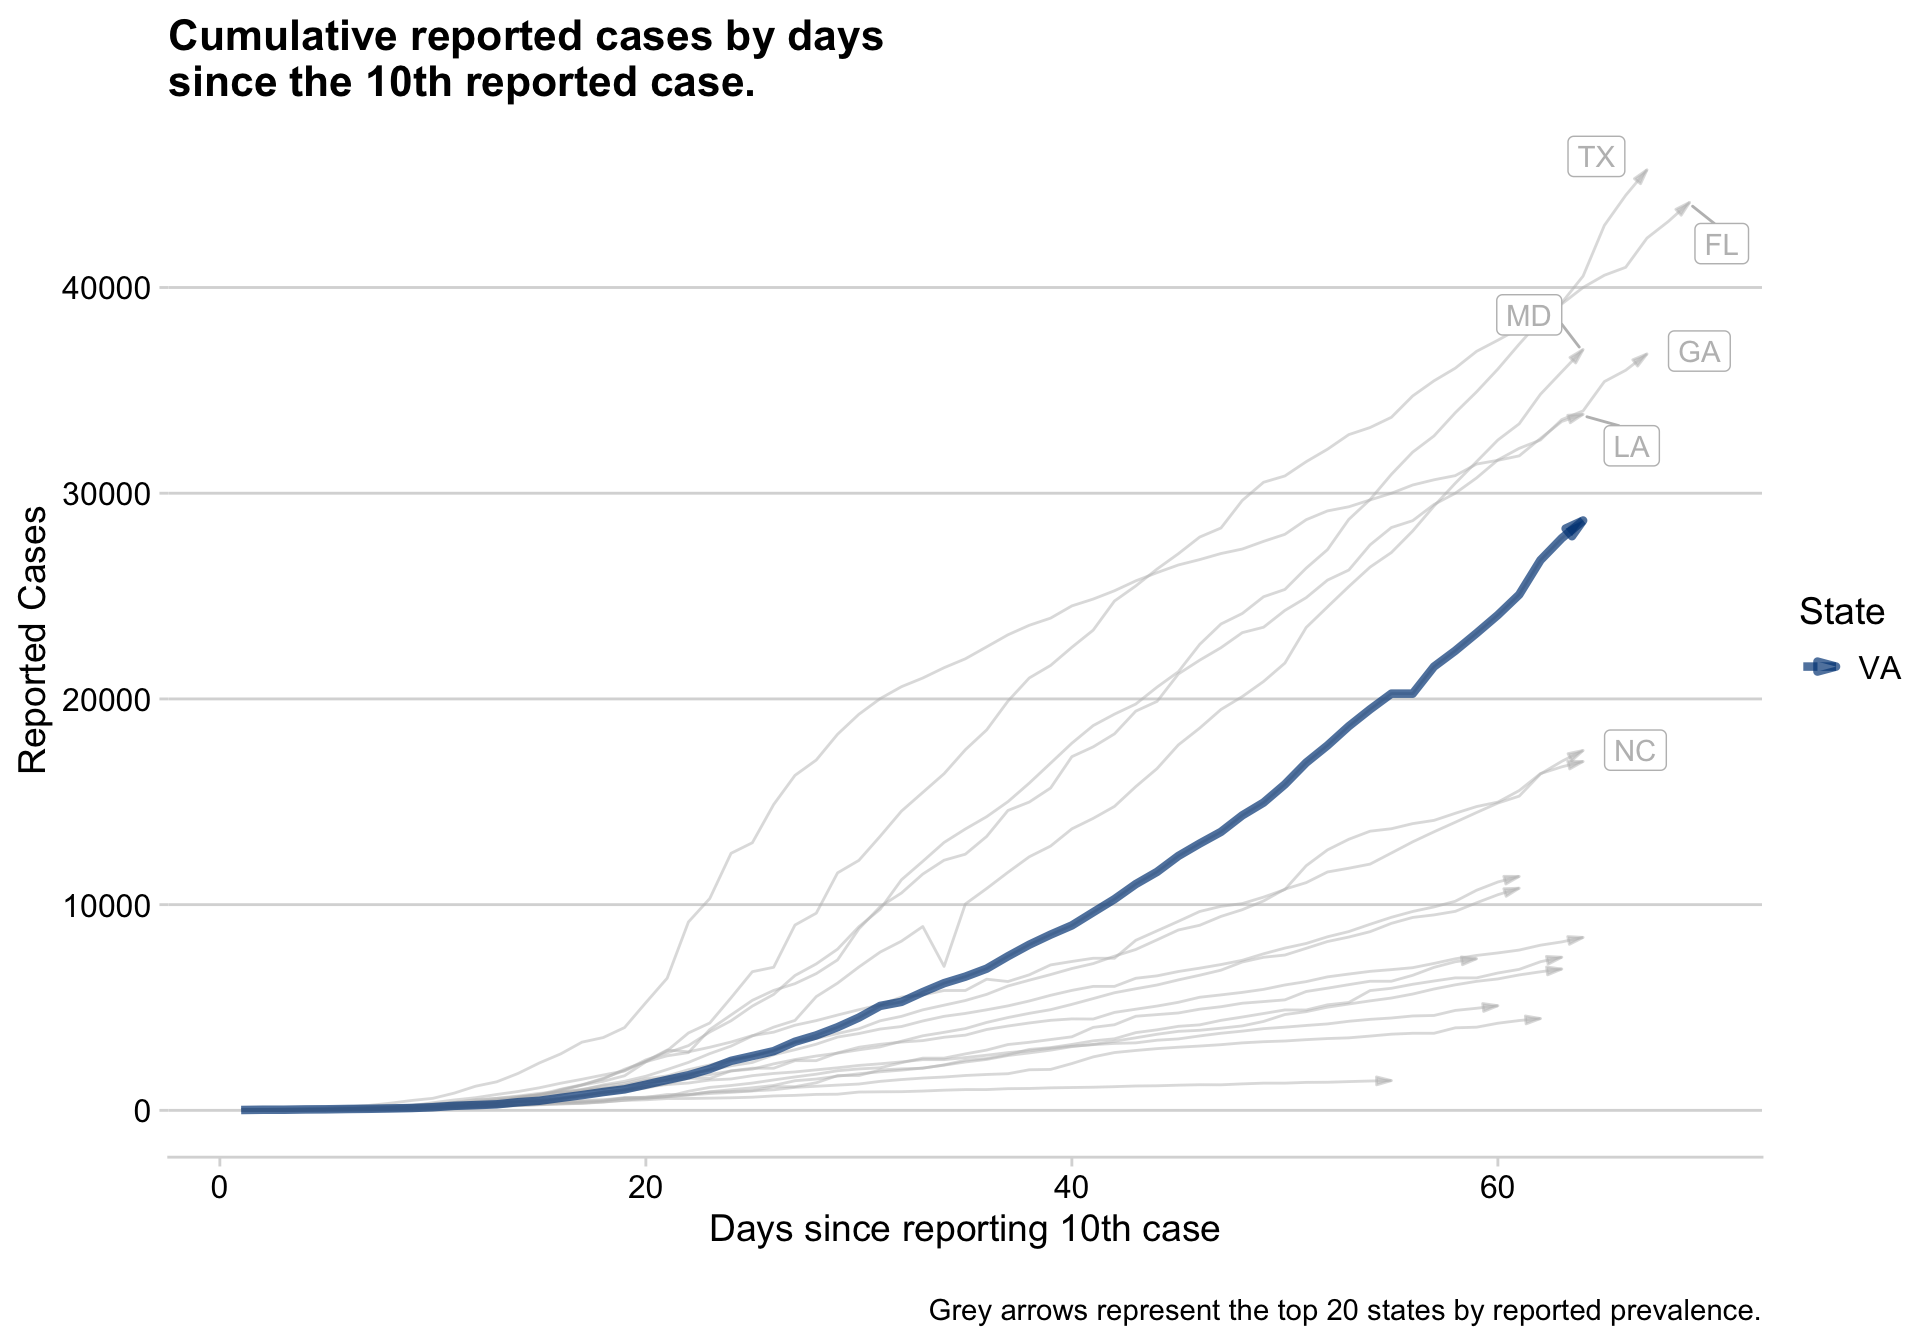 Cumulative reported cases by days
since the 10th reported case.
TX
FL
40000
MD
GA
LA
30000
Reported Cases
State
VA
20000
NC
10000
0
0 20 40 60
Days since reporting 10th case
Grey arrows represent the top 20 states by reported prevalence.